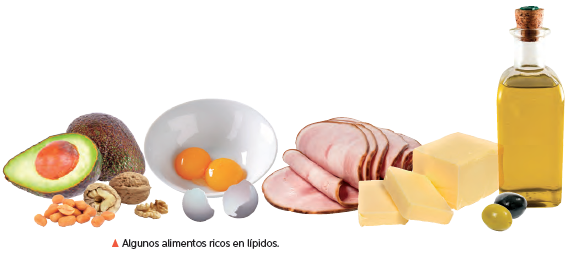 ▲ Algunos alimentos ricos en lípidos.